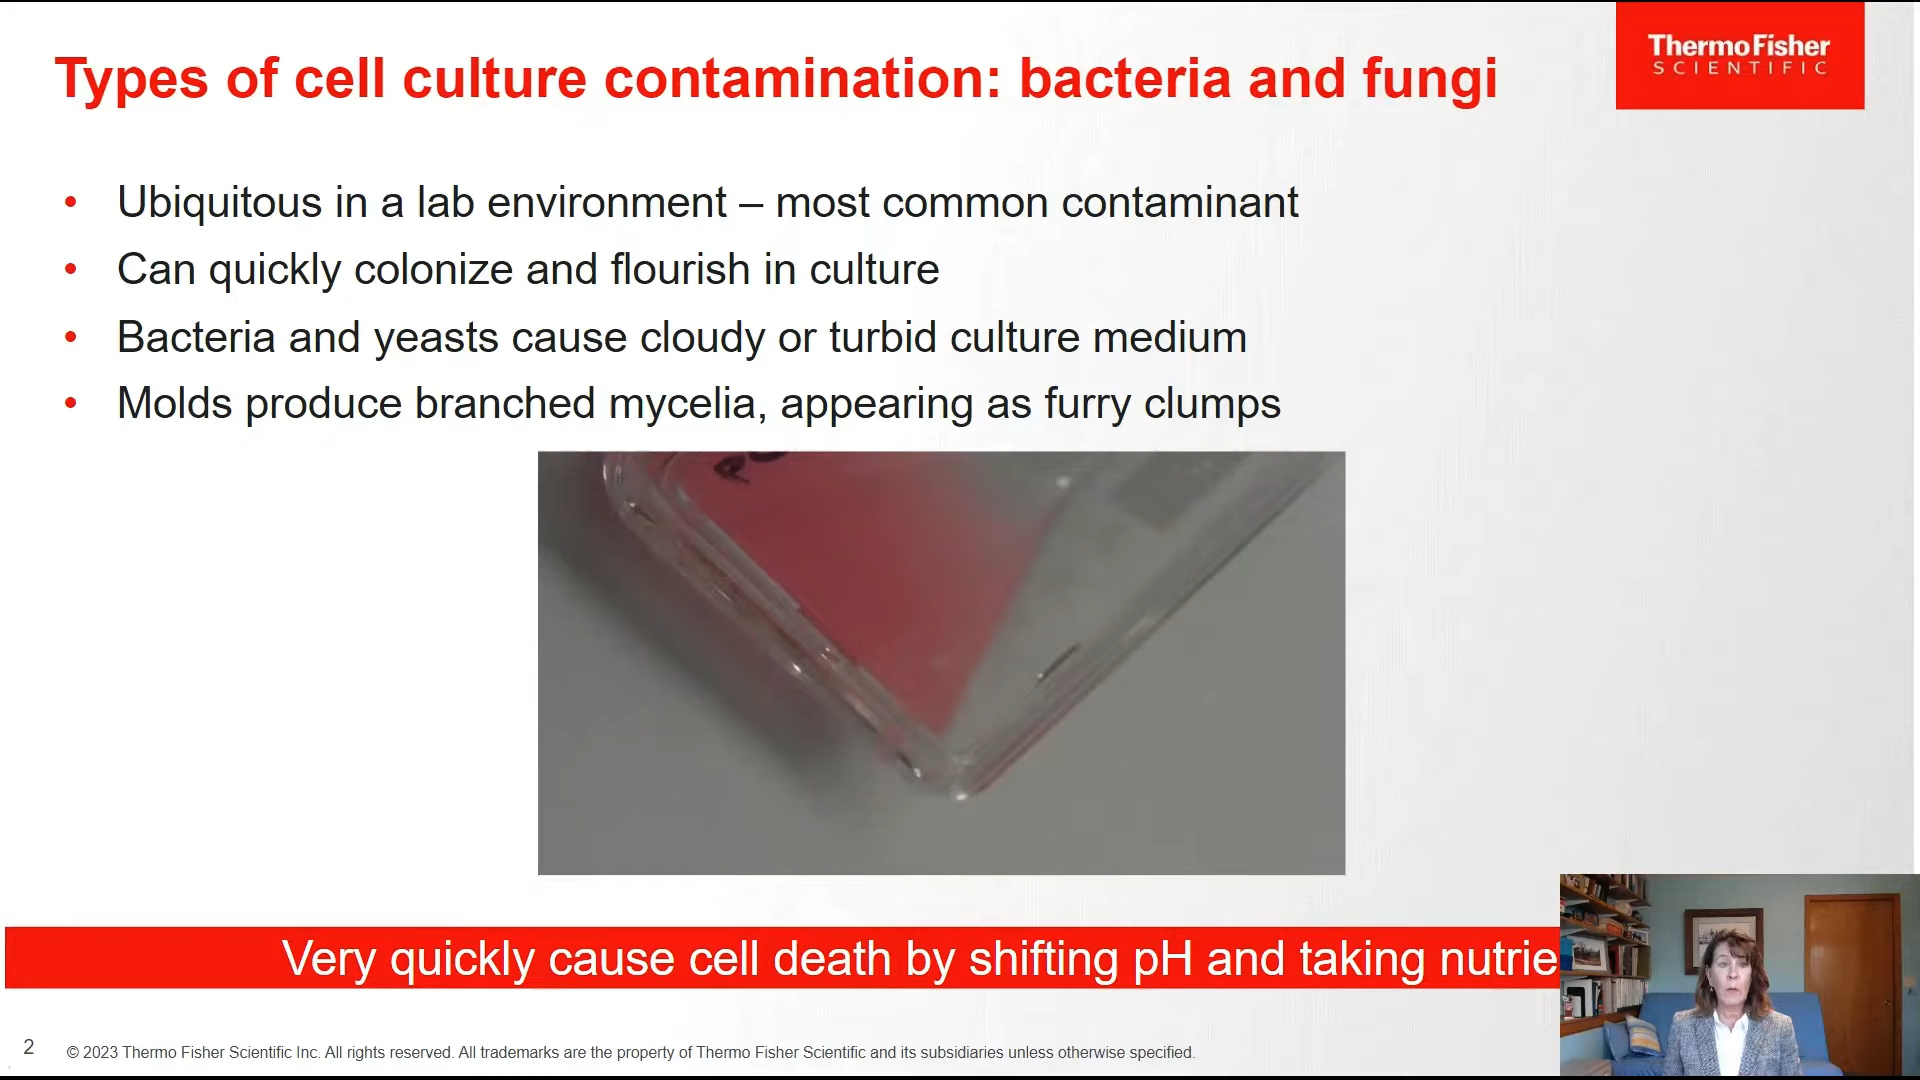 Types of cell culture contamination: bacteria and fungi
ThermoFisher
SCIENTIFIC
• Ubiquitous in a lab environment – most common contaminant
• Can quickly colonize and flourish in culture
• Bacteria and yeasts cause cloudy or turbid culture medium
• Molds produce branched mycelia, appearing as furry clumps
Very quickly cause cell death by shifting pH and taking
2
© 2023 Thermo Fisher Scientific Inc. All rights reserved. All trademarks are the property of Thermo Fisher Scientific and its subsidiaries unless otherwise specified.